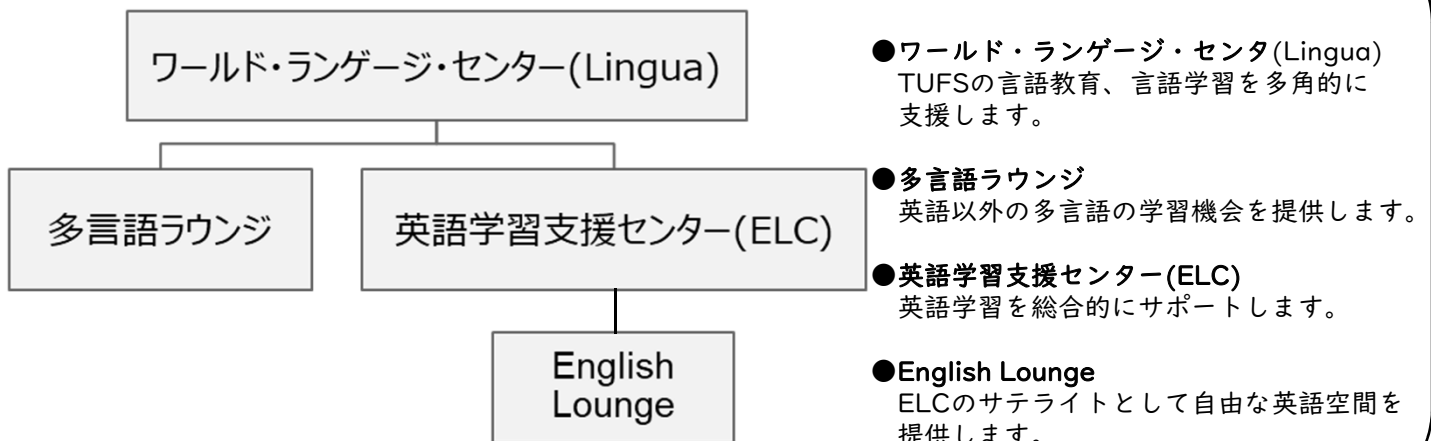 ワールド・ランゲージ・センター(Lingua)
多言語ラウンジ
英語学習支援センター(ELC)
English
Lounge
●ワールド・ランゲージ・センタ(Lingua)
TUFSの言語教育、言語学習を多角的に
支援します。
●多言語ラウンジ
英語以外の多言語の学習機会を提供します。
●英語学習支援センター(ELC)
英語学習を総合的にサポートします。
●English Lounge
ELCのサテライトとして自由な英語空間を
提供します。